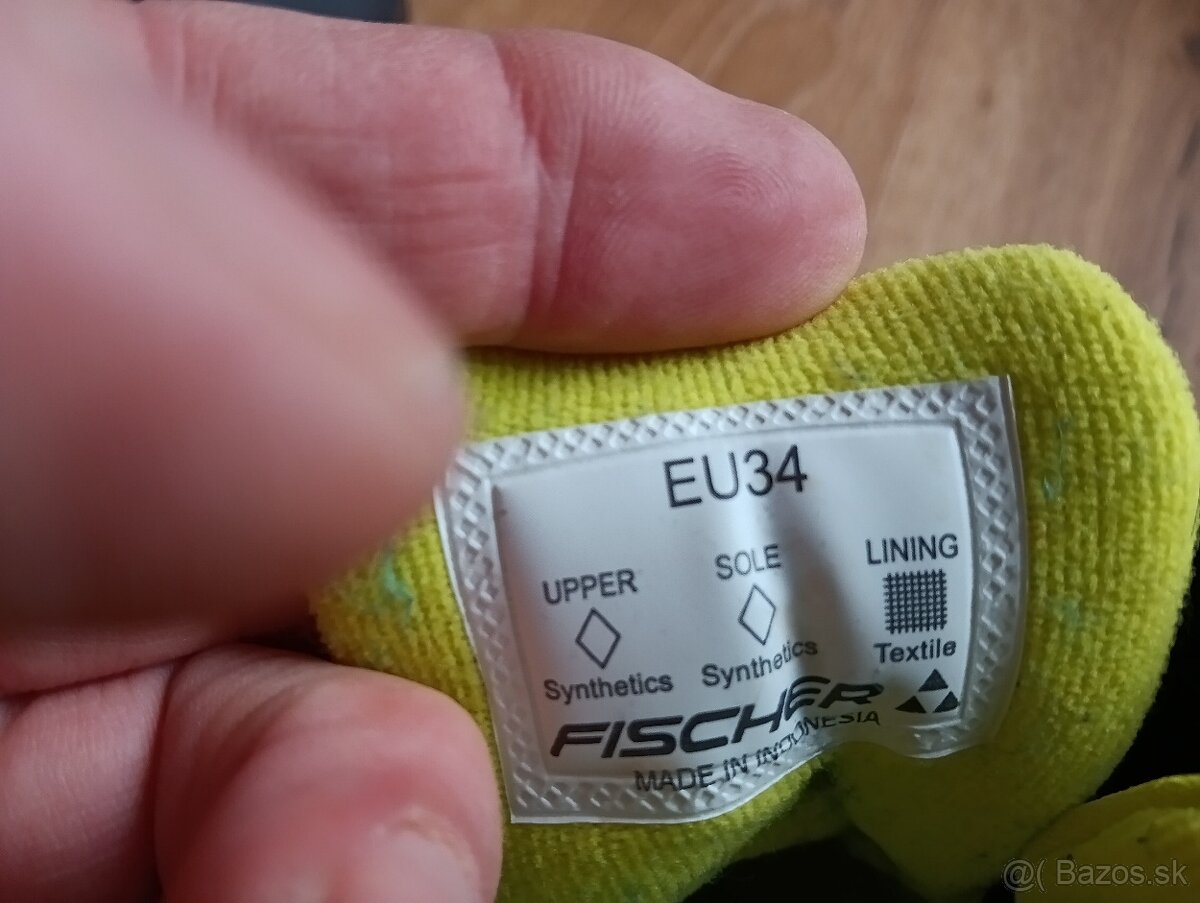 EU34
UPPER SOLE LINING
Synthetics Synthetics Textile
FISCHER
MADE IN INDONESIA
@( Bazos.sk